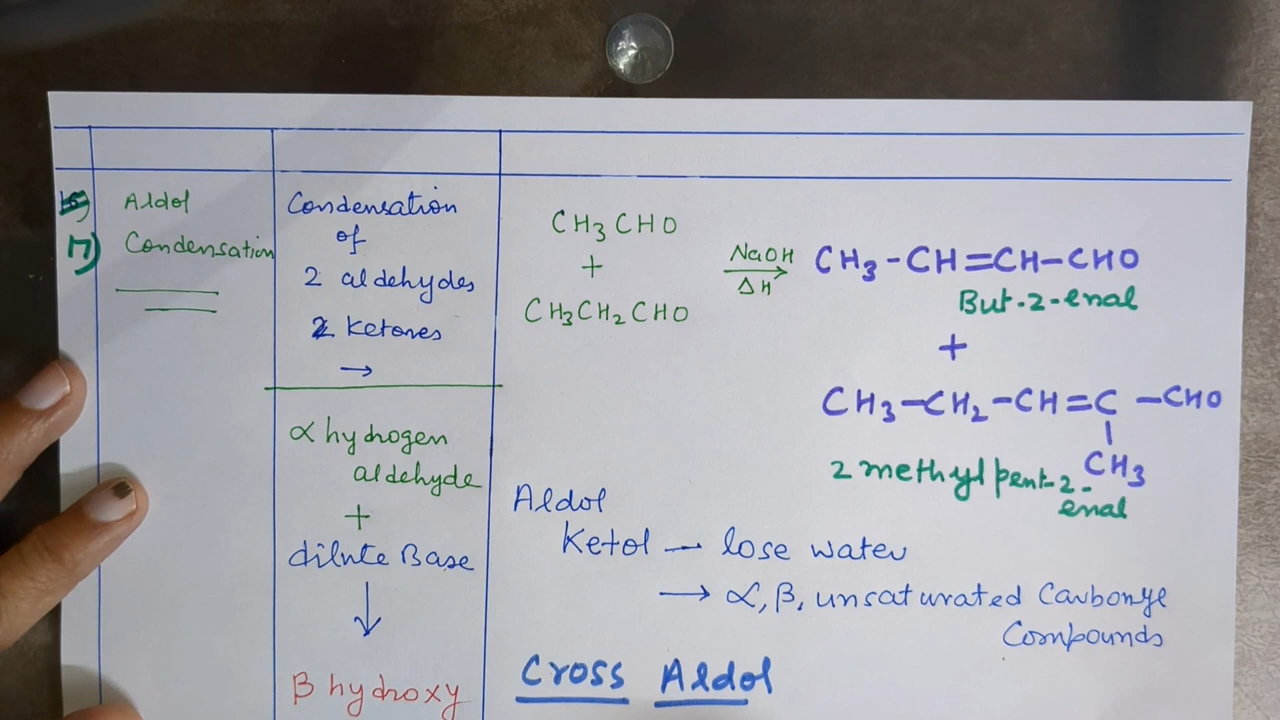 17)
Aldol
Condensation
Condensation
of
2 aldehydes
2 Ketones
→
α hydrogen
aldehyde
+
dilute Base
↓
β hydroxy
CH3CHO
+
CH3CH2CHO
NaOH
→
ΔH
CH3-CH=CH-CHO
But-2-enal
+
CH3-CH2-CH=C-CHO
|
CH3
2 methyl pent-2-
enal
Aldol
Ketol — lose water
→ α, β, unsaturated Carbonyl
Compounds
Cross Aldol